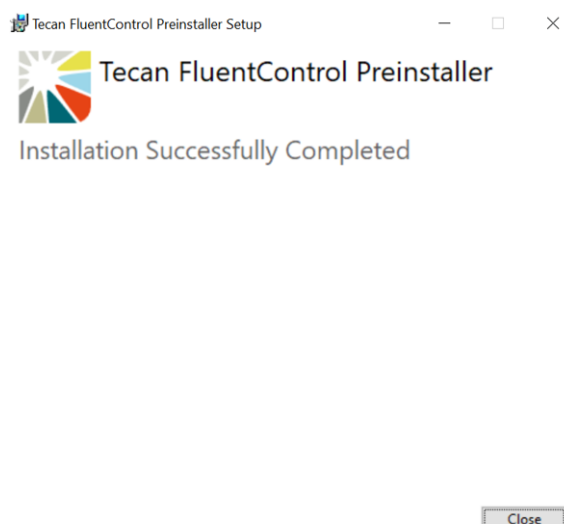 Tecan FluentControl Preinstaller Setup
Tecan FluentControl Preinstaller
Installation Successfully Completed
Close